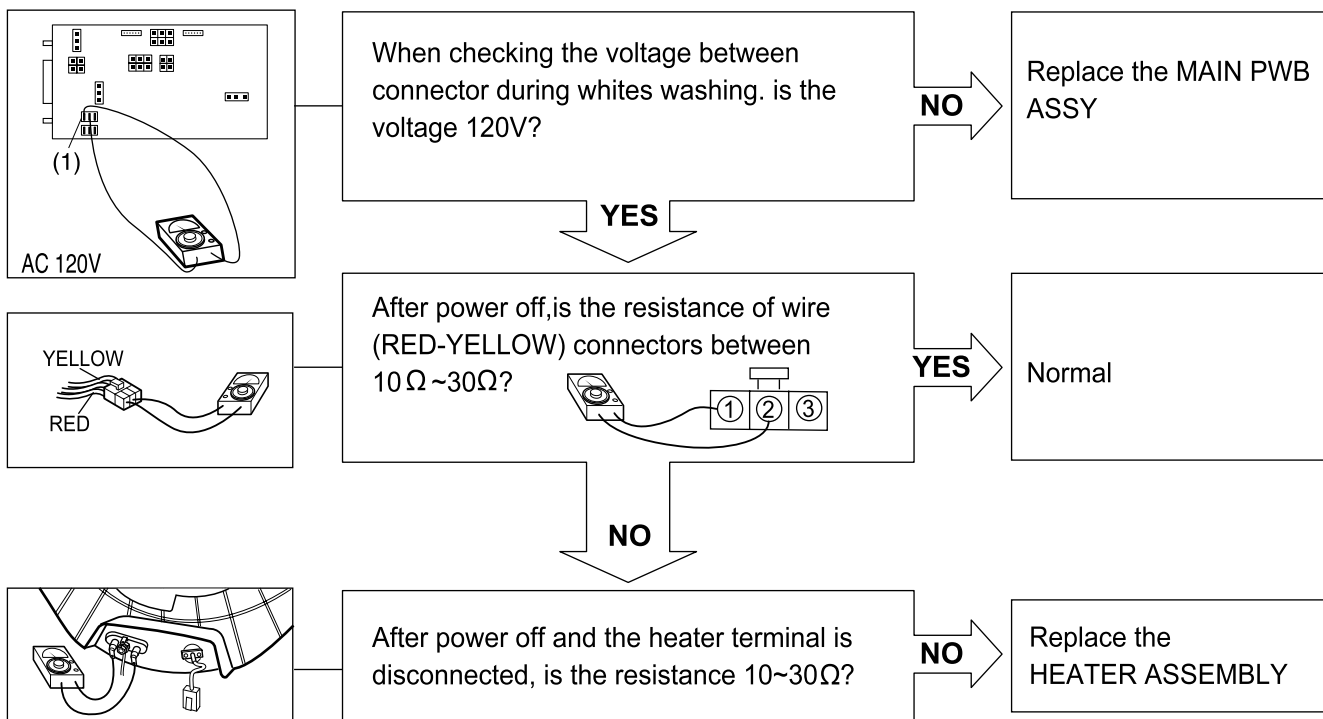 (1)
AC 120V
When checking the voltage between
connector during whites washing. is the
voltage 120V?
NO
Replace the MAIN PWB
ASSY
YES
YELLOW
RED
After power off,is the resistance of wire
(RED-YELLOW) connectors between
10 Ω ~30Ω?
① ② ③
YES
Normal
NO
After power off and the heater terminal is
disconnected, is the resistance 10~30Ω?
NO
Replace the
HEATER ASSEMBLY